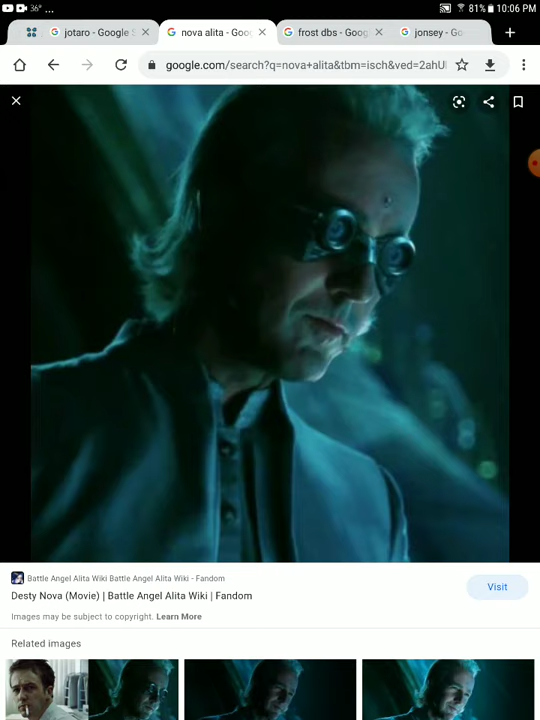 36° ...
81% 10:06 PM
jotaro - Google S
nova alita - Goo
frost dbs - Goog
jonsey - Go
google.com/search?q=nova+alita&tbm=isch&ved=2ahU
Battle Angel Alita Wiki Battle Angel Alita Wiki - Fandom
Desty Nova (Movie) | Battle Angel Alita Wiki | Fandom
Visit
Images may be subject to copyright. Learn More
Related images